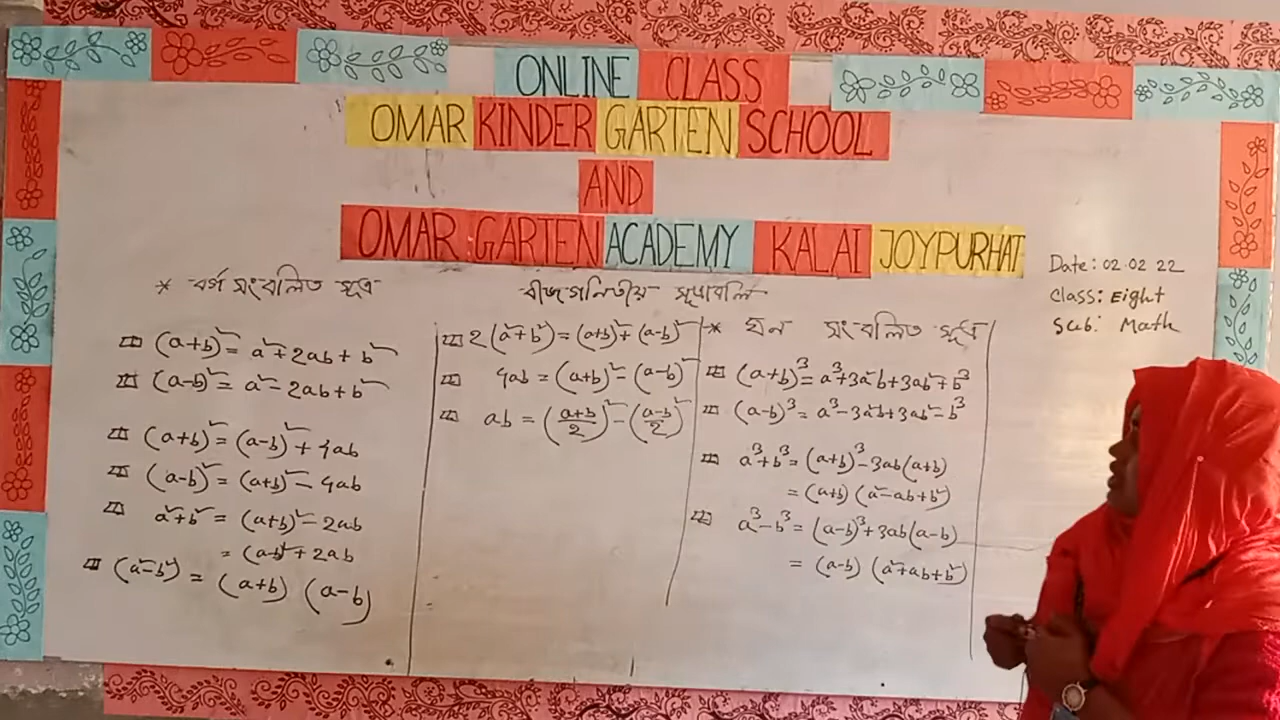 ONLINE CLASS
OMAR KINDER GARTEN SCHOOL
AND
OMAR GARTEN ACADEMY KALAI JOYPURHAT
Date: 02.02 22
Class: Eight
Sub: Math
বীজগনিতীয় সূত্রাবলি
* বর্গ সংবলিত সূত্র
(a+b)² = a²+2ab+b²
(a-b)² = a²-2ab+b²
(a+b)² = (a-b)²+4ab
(a-b)² = (a+b)²-4ab
a²+b² = (a+b)²-2ab
= (a-b)²+2ab
(a²-b²) = (a+b) (a-b)
2(a²+b²) = (a+b)²+(a-b)²
4ab = (a+b)²-(a-b)²
ab = (a+b/2)²-(a-b/2)²
* ঘন সংবলিত সূত্র
(a+b)³ = a³+3a²b+3ab²+b³
(a-b)³ = a³-3a²b+3ab²-b³
a³+b³ = (a+b)³-3ab(a+b)
= (a+b) (a²-ab+b²)
a³-b³ = (a-b)³+3ab(a-b)
= (a-b) (a²+ab+b²)